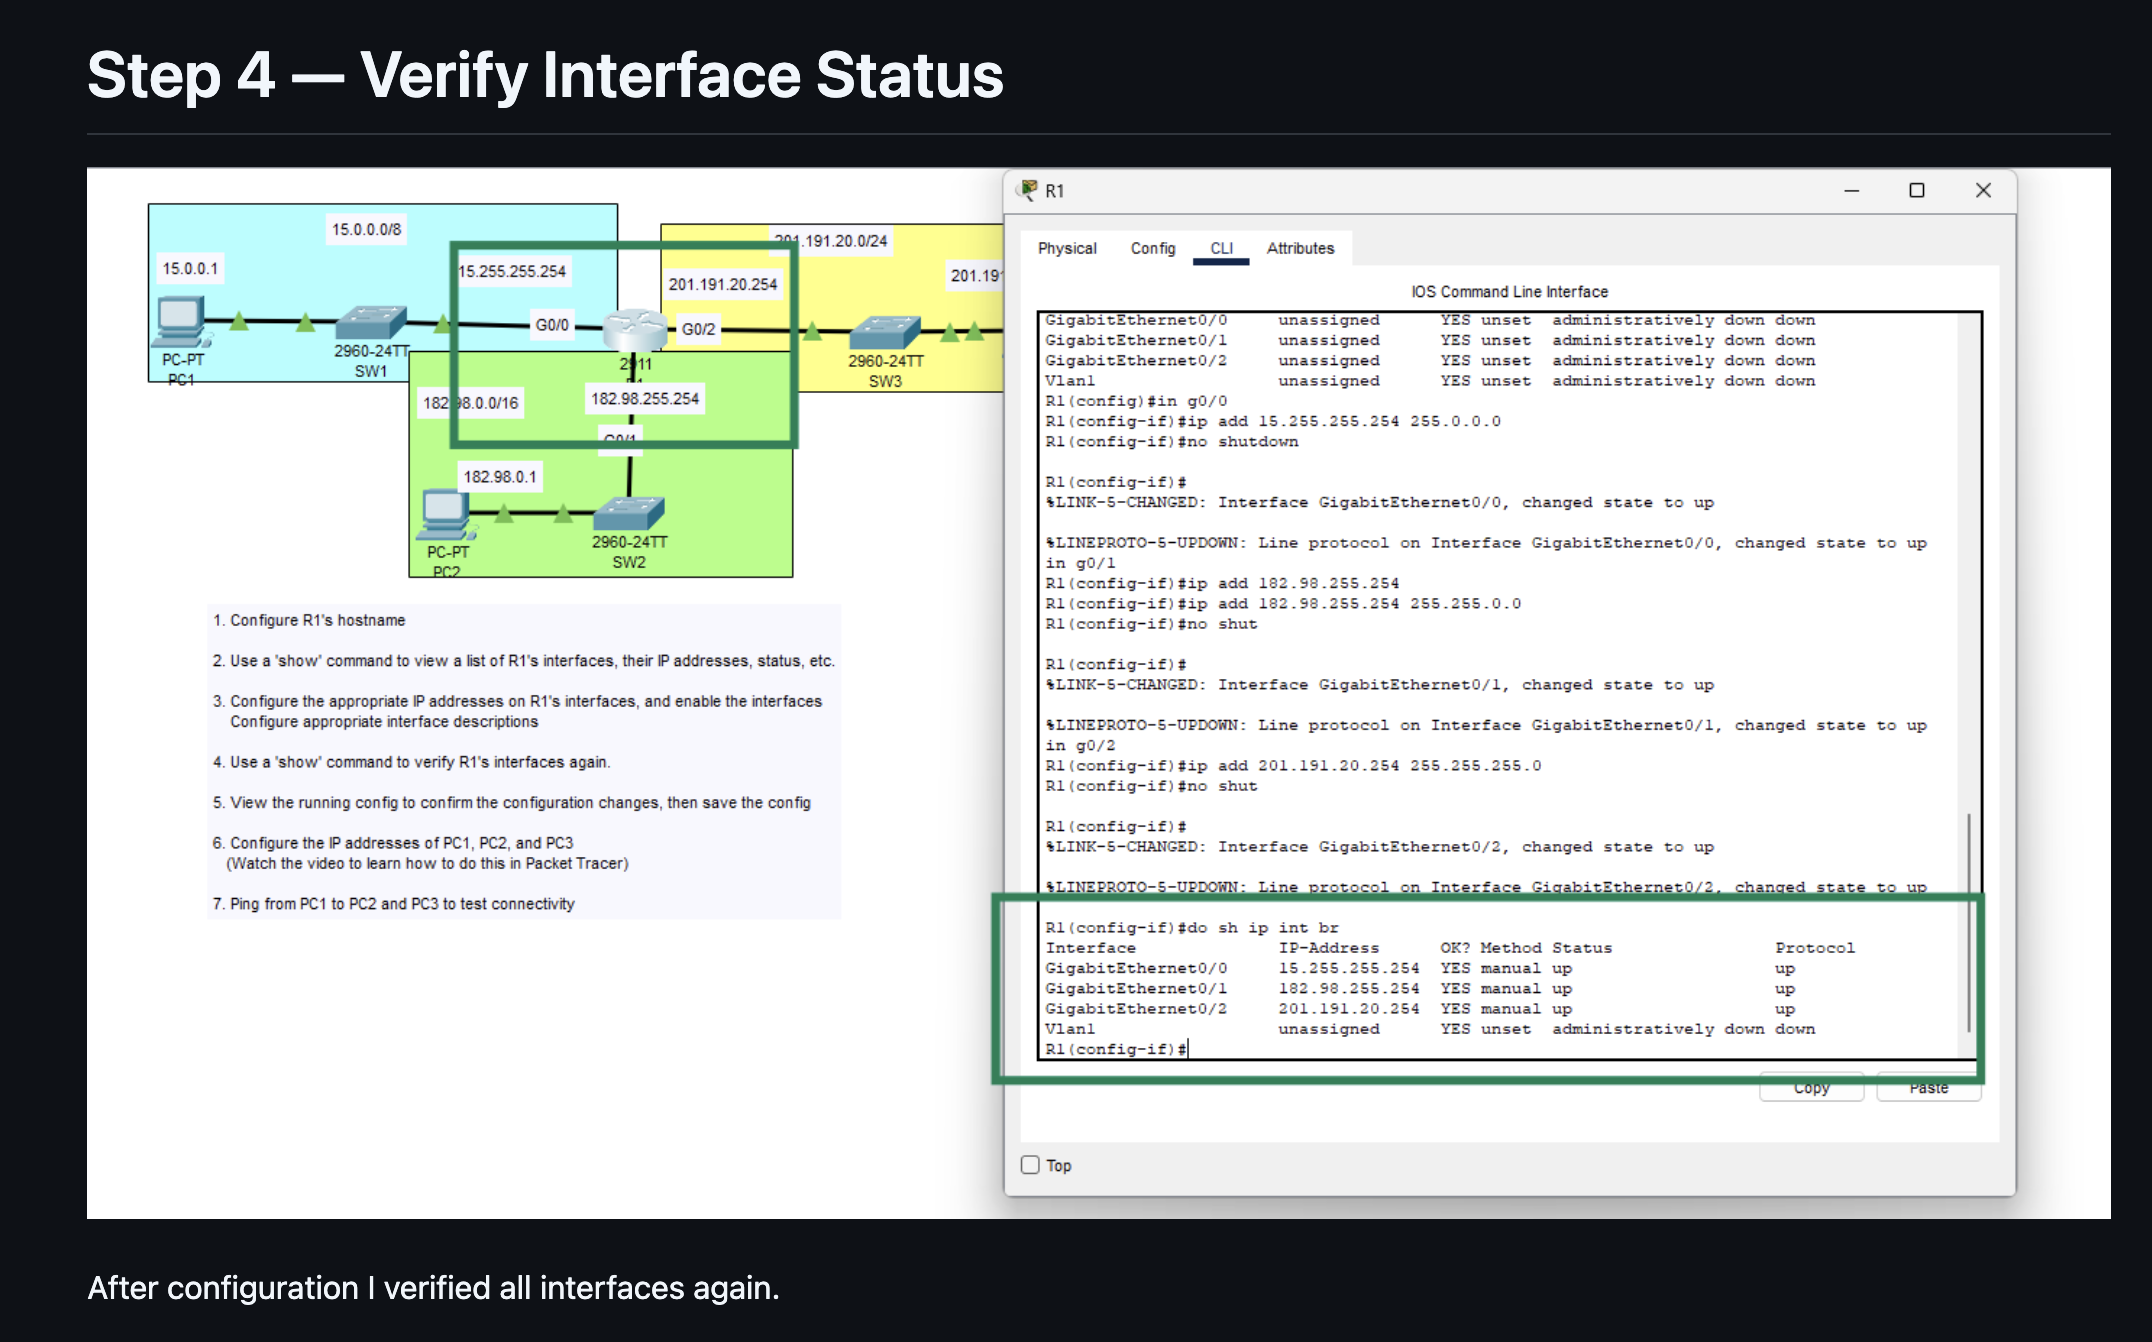 Step 4 — Verify Interface Status
15.0.0.0/8
15.0.0.1
15.255.255.254
G0/0
PC-PT
PC1
2960-24TT
SW1
201.191.20.0/24
201.191.20.254
201.19
G0/2
2911
2960-24TT
SW3
182.98.0.0/16
182.98.255.254
G0/1
182.98.0.1
PC-PT
PC2
2960-24TT
SW2
1. Configure R1's hostname
2. Use a 'show' command to view a list of R1's interfaces, their IP addresses, status, etc.
3. Configure the appropriate IP addresses on R1's interfaces, and enable the interfaces
Configure appropriate interface descriptions
4. Use a 'show' command to verify R1's interfaces again.
5. View the running config to confirm the configuration changes, then save the config
6. Configure the IP addresses of PC1, PC2, and PC3
(Watch the video to learn how to do this in Packet Tracer)
7. Ping from PC1 to PC2 and PC3 to test connectivity
R1
Physical Config CLI Attributes
IOS Command Line Interface
GigabitEthernet0/0 unassigned YES unset administratively down down
GigabitEthernet0/1 unassigned YES unset administratively down down
GigabitEthernet0/2 unassigned YES unset administratively down down
Vlan1 unassigned YES unset administratively down down
R1(config)#in g0/0
R1(config-if)#ip add 15.255.255.254 255.0.0.0
R1(config-if)#no shutdown
R1(config-if)#
%LINK-5-CHANGED: Interface GigabitEthernet0/0, changed state to up
%LINEPROTO-5-UPDOWN: Line protocol on Interface GigabitEthernet0/0, changed state to up
in g0/1
R1(config-if)#ip add 182.98.255.254
R1(config-if)#ip add 182.98.255.254 255.255.0.0
R1(config-if)#no shut
R1(config-if)#
%LINK-5-CHANGED: Interface GigabitEthernet0/1, changed state to up
%LINEPROTO-5-UPDOWN: Line protocol on Interface GigabitEthernet0/1, changed state to up
in g0/2
R1(config-if)#ip add 201.191.20.254 255.255.255.0
R1(config-if)#no shut
R1(config-if)#
%LINK-5-CHANGED: Interface GigabitEthernet0/2, changed state to up
%LINEPROTO-5-UPDOWN: Line protocol on Interface GigabitEthernet0/2, changed state to up
R1(config-if)#do sh ip int br
Interface IP-Address OK? Method Status Protocol
GigabitEthernet0/0 15.255.255.254 YES manual up up
GigabitEthernet0/1 182.98.255.254 YES manual up up
GigabitEthernet0/2 201.191.20.254 YES manual up up
Vlan1 unassigned YES unset administratively down down
R1(config-if)#
Copy Paste
Top
After configuration I verified all interfaces again.